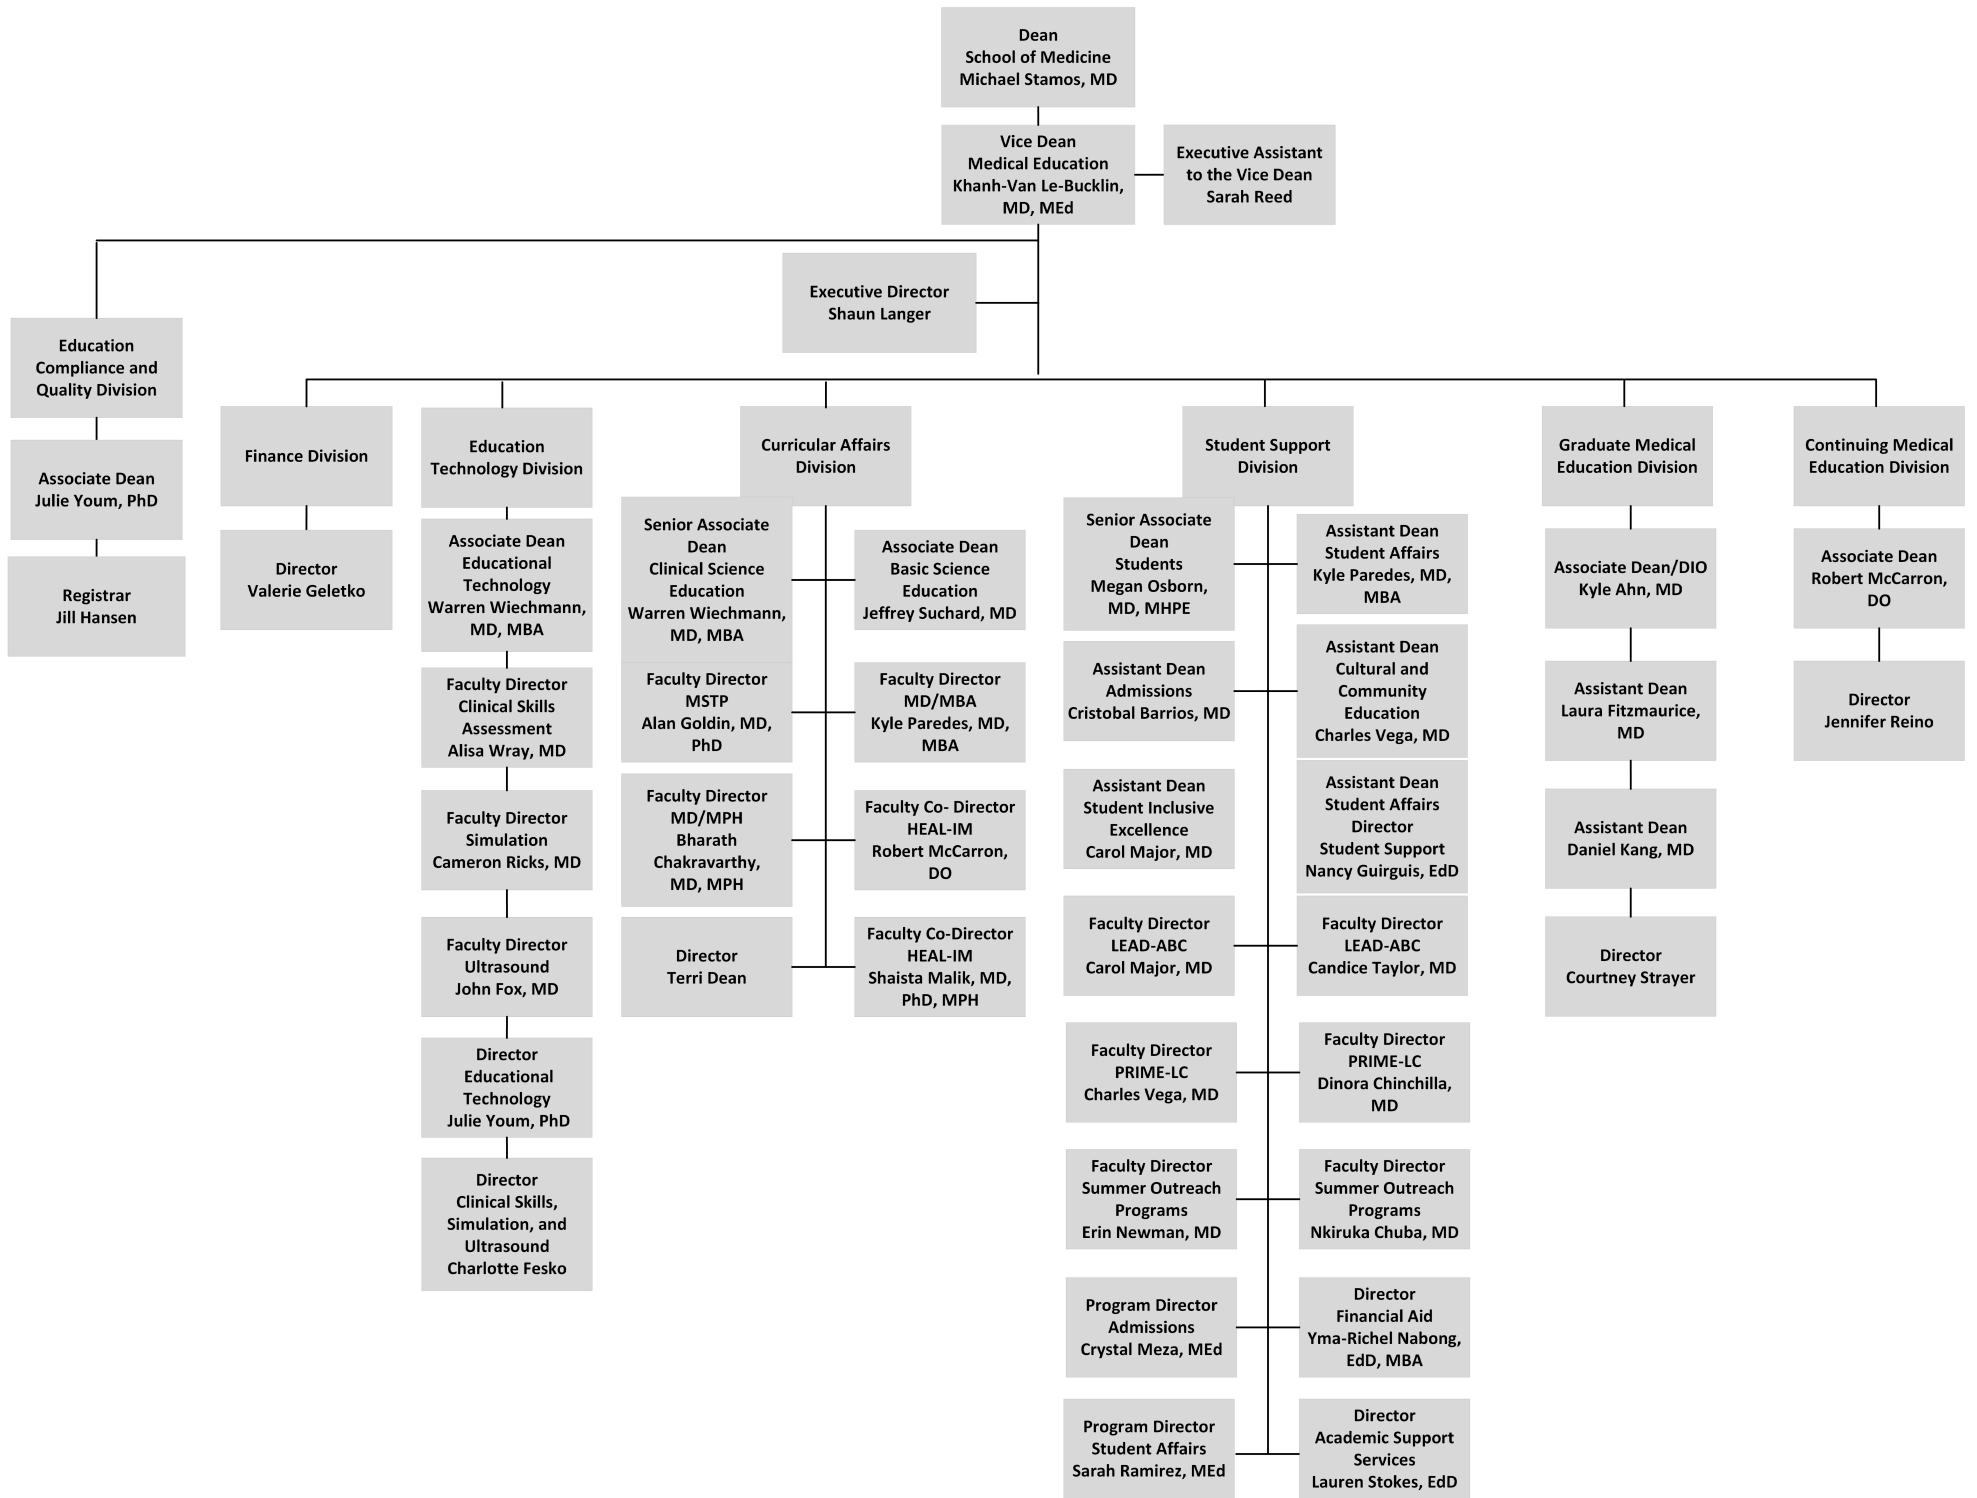 Dean
School of Medicine
Michael Stamos, MD
Vice Dean
Medical Education
Khanh-Van Le-Bucklin,
MD, MEd
Executive Assistant
to the Vice Dean
Sarah Reed
Executive Director
Shaun Langer
Education
Compliance and
Quality Division
Associate Dean
Julie Youm, PhD
Registrar
Jill Hansen
Finance Division
Director
Valerie Geletko
Education
Technology Division
Associate Dean
Educational
Technology
Warren Wiechmann,
MD, MBA
Faculty Director
Clinical Skills
Assessment
Alisa Wray, MD
Faculty Director
Simulation
Cameron Ricks, MD
Faculty Director
Ultrasound
John Fox, MD
Director
Educational
Technology
Julie Youm, PhD
Director
Clinical Skills,
Simulation, and
Ultrasound
Charlotte Fesko
Curricular Affairs
Division
Senior Associate
Dean
Clinical Science
Education
Warren Wiechmann,
MD, MBA
Associate Dean
Basic Science
Education
Jeffrey Suchard, MD
Faculty Director
MSTP
Alan Goldin, MD,
PhD
Faculty Director
MD/MBA
Kyle Paredes, MD,
MBA
Faculty Director
MD/MPH
Bharath
Chakravarthy,
MD, MPH
Faculty Co- Director
HEAL-IM
Robert McCarron,
DO
Director
Terri Dean
Faculty Co-Director
HEAL-IM
Shaista Malik, MD,
PhD, MPH
Student Support
Division
Senior Associate
Dean
Students
Megan Osborn,
MD, MHPE
Assistant Dean
Student Affairs
Kyle Paredes, MD,
MBA
Assistant Dean
Admissions
Cristobal Barrios, MD
Assistant Dean
Cultural and
Community
Education
Charles Vega, MD
Assistant Dean
Student Inclusive
Excellence
Carol Major, MD
Assistant Dean
Student Affairs
Director
Student Support
Nancy Guirguis, EdD
Faculty Director
LEAD-ABC
Carol Major, MD
Faculty Director
LEAD-ABC
Candice Taylor, MD
Faculty Director
PRIME-LC
Charles Vega, MD
Faculty Director
PRIME-LC
Dinora Chinchilla,
MD
Faculty Director
Summer Outreach
Programs
Erin Newman, MD
Faculty Director
Summer Outreach
Programs
Nkiruka Chuba, MD
Program Director
Admissions
Crystal Meza, MEd
Director
Financial Aid
Yma-Richel Nabong,
EdD, MBA
Program Director
Student Affairs
Sarah Ramirez, MEd
Director
Academic Support
Services
Lauren Stokes, EdD
Graduate Medical
Education Division
Associate Dean/DIO
Kyle Ahn, MD
Assistant Dean
Laura Fitzmaurice,
MD
Assistant Dean
Daniel Kang, MD
Director
Courtney Strayer
Continuing Medical
Education Division
Associate Dean
Robert McCarron,
DO
Director
Jennifer Reino